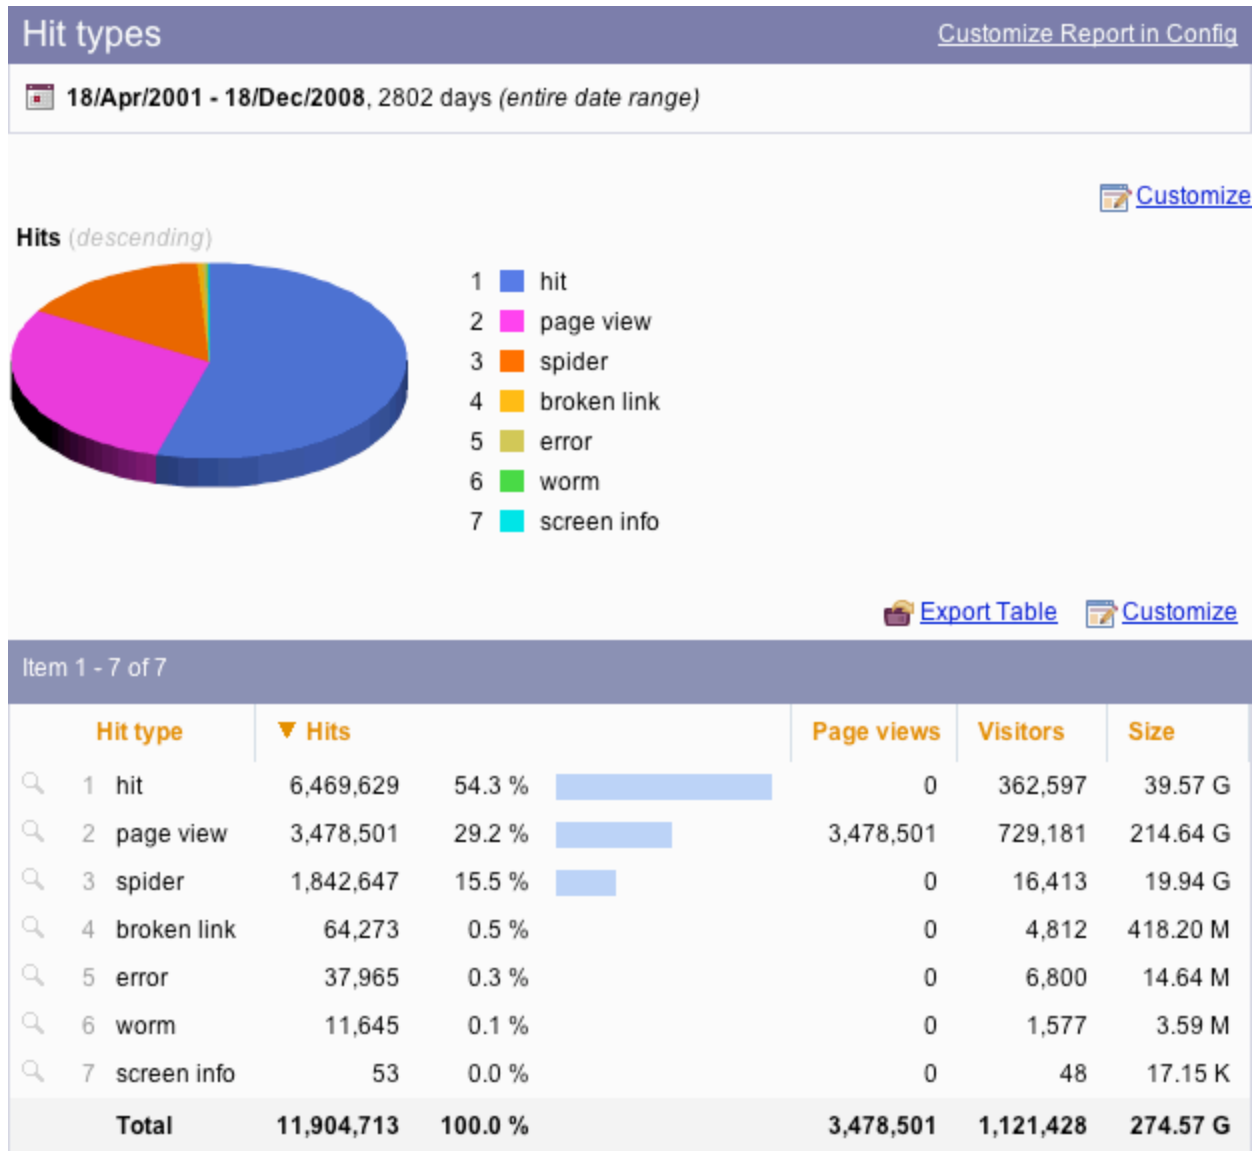 Hit types Customize Report in Config
18/Apr/2001 - 18/Dec/2008, 2802 days (entire date range)
Customize
Hits (descending)
1 hit
2 page view
3 spider
4 broken link
5 error
6 worm
7 screen info
Export Table Customize
Item 1 - 7 of 7
Hit type Hits Page views Visitors Size
1 hit 6,469,629 54.3 % 0 362,597 39.57 G
2 page view 3,478,501 29.2 % 3,478,501 729,181 214.64 G
3 spider 1,842,647 15.5 % 0 16,413 19.94 G
4 broken link 64,273 0.5 % 0 4,812 418.20 M
5 error 37,965 0.3 % 0 6,800 14.64 M
6 worm 11,645 0.1 % 0 1,577 3.59 M
7 screen info 53 0.0 % 0 48 17.15 K
Total 11,904,713 100.0 % 3,478,501 1,121,428 274.57 G